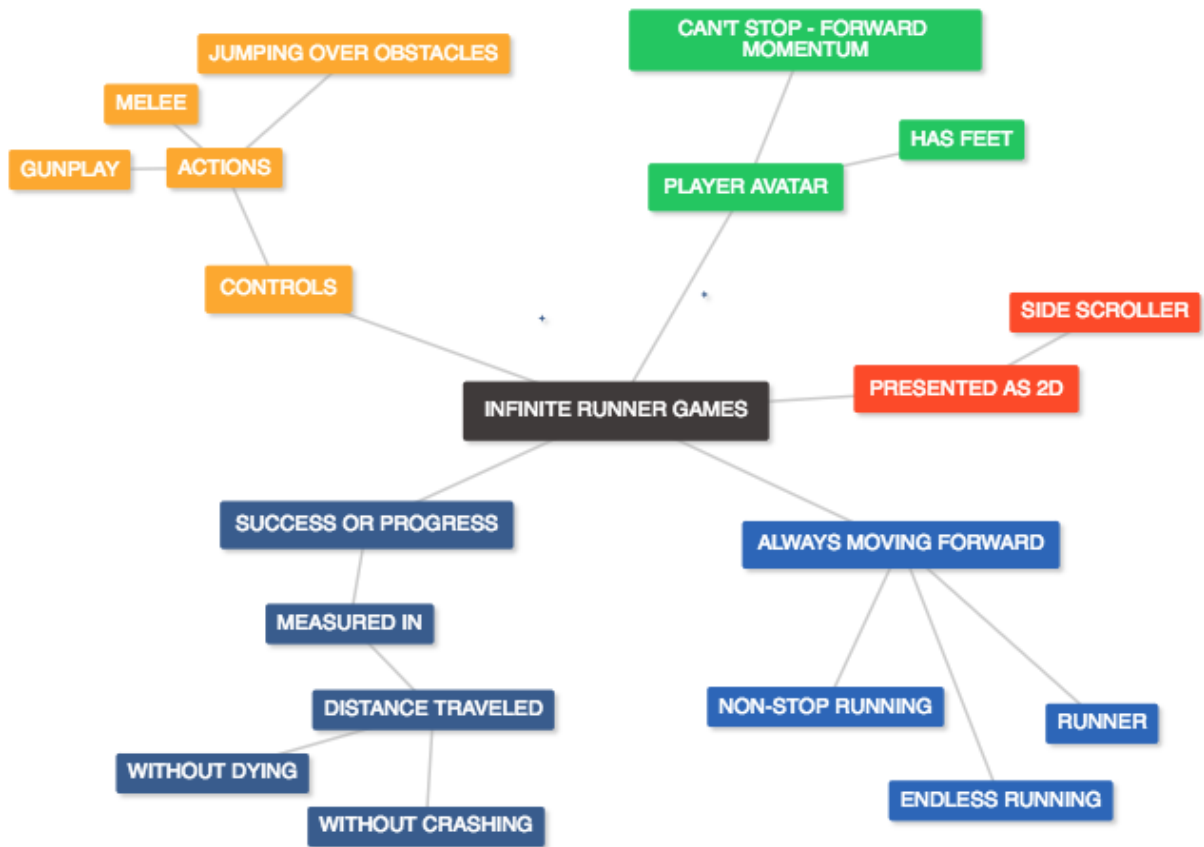 CAN'T STOP - FORWARD
MOMENTUM
JUMPING OVER OBSTACLES
MELEE
HAS FEET
GUNPLAY
ACTIONS
PLAYER AVATAR
CONTROLS
SIDE SCROLLER
PRESENTED AS 2D
INFINITE RUNNER GAMES
SUCCESS OR PROGRESS
ALWAYS MOVING FORWARD
MEASURED IN
DISTANCE TRAVELED
NON-STOP RUNNING
RUNNER
WITHOUT DYING
ENDLESS RUNNING
WITHOUT CRASHING